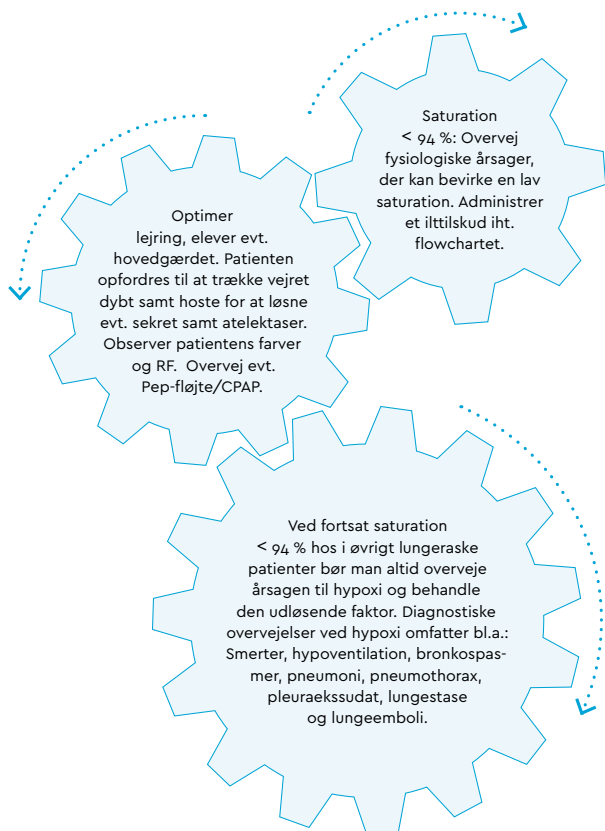 Saturation
< 94 %: Overvej
fysiologiske årsager,
der kan bevirke en lav
saturation. Administrer
et ilttilskud iht.
flowchartet.
Optimer
lejring, elever evt.
hovedgærdet. Patienten
opfordres til at trække vejret
dybt samt hoste for at løsne
evt. sekret samt atelektaser.
Observer patientens farver
og RF. Overvej evt.
Pep-fløjte/CPAP.
Ved fortsat saturation
< 94 % hos i øvrigt lungeraske
patienter bør man altid overveje
årsagen til hypoxi og behandle
den udløsende faktor. Diagnostiske
overvejelser ved hypoxi omfatter bl.a.:
Smerter, hypoventilation, bronkospas-
mer, pneumoni, pneumothorax,
pleuraekssudat, lungestase
og lungeemboli.